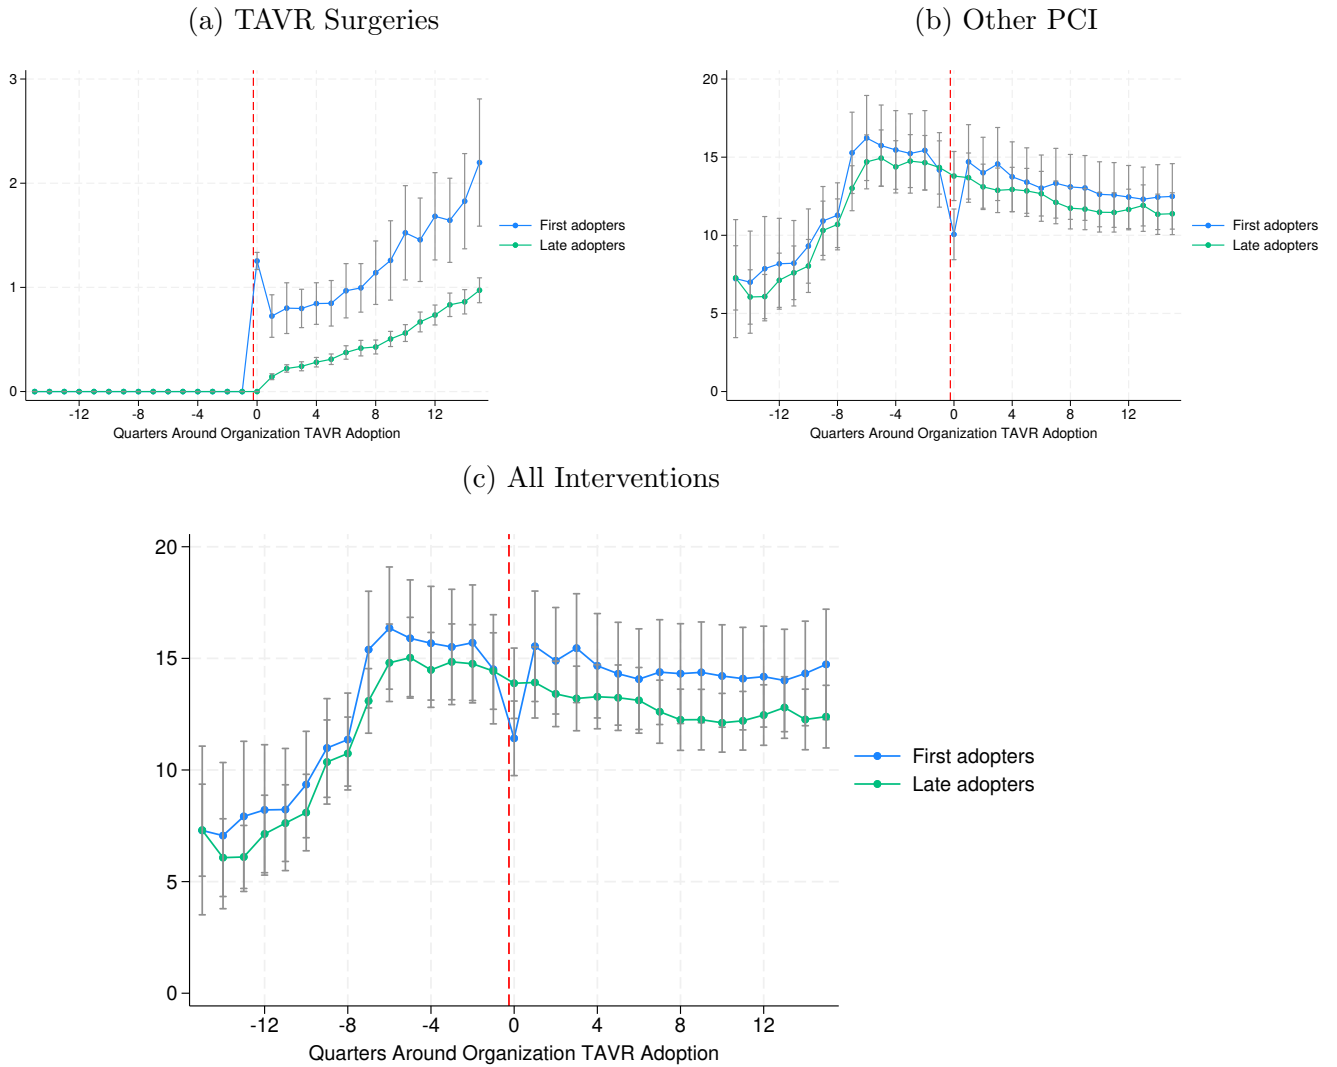 (a) TAVR Surgeries
3
2
1
0
-12 -8 -4 0 4 8 12
Quarters Around Organization TAVR Adoption
First adopters
Late adopters
(b) Other PCI
20
15
10
5
0
-12 -8 -4 0 4 8 12
Quarters Around Organization TAVR Adoption
First adopters
Late adopters
(c) All Interventions
20
15
10
5
0
-12 -8 -4 0 4 8 12
Quarters Around Organization TAVR Adoption
First adopters
Late adopters